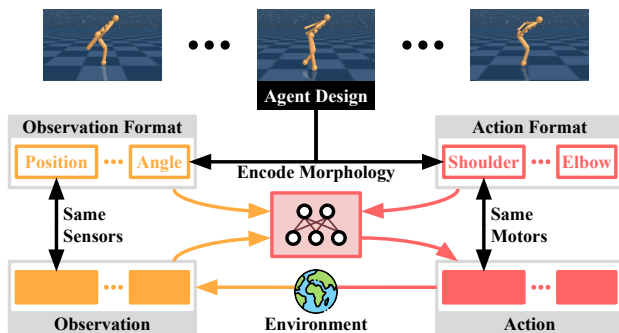 Agent Design
Observation Format
Action Format
Position
Angle
Shoulder
Elbow
Encode Morphology
Same
Sensors
Same
Motors
Observation
Environment
Action